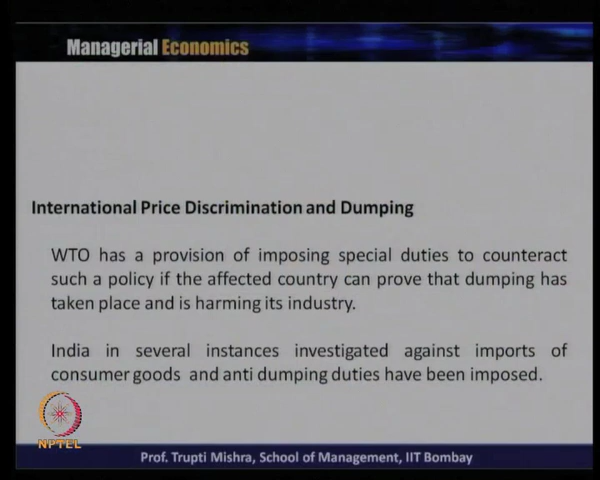 Managerial Economics
International Price Discrimination and Dumping
WTO has a provision of imposing special duties to counteract
such a policy if the affected country can prove that dumping has
taken place and is harming its industry.
India in several instances investigated against imports of
consumer goods and anti dumping duties have been imposed.
NPTEL
Prof. Trupti Mishra, School of Management, IIT Bombay